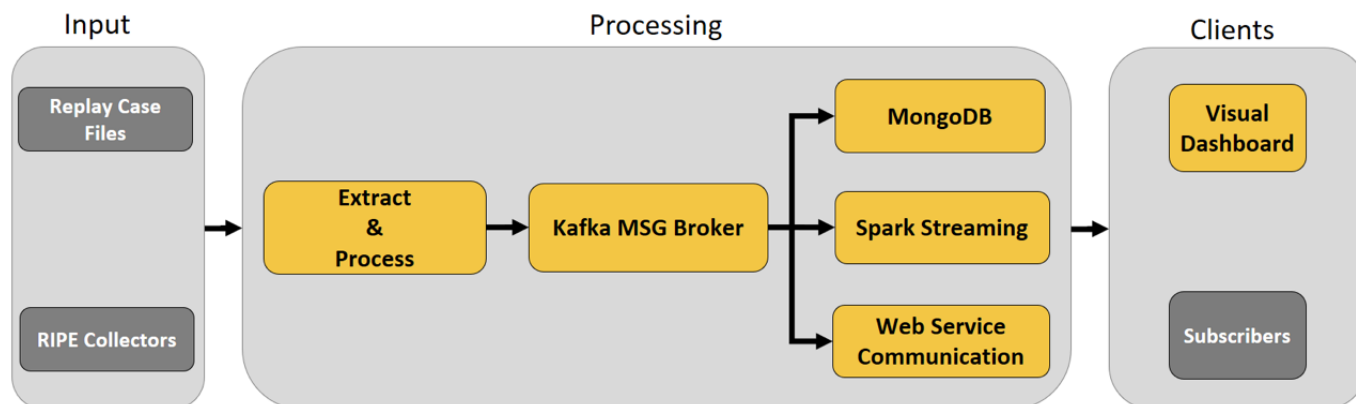 Input
Replay Case
Files
RIPE Collectors
Processing
Extract
&
Process
Kafka MSG Broker
MongoDB
Spark Streaming
Web Service
Communication
Clients
Visual
Dashboard
Subscribers